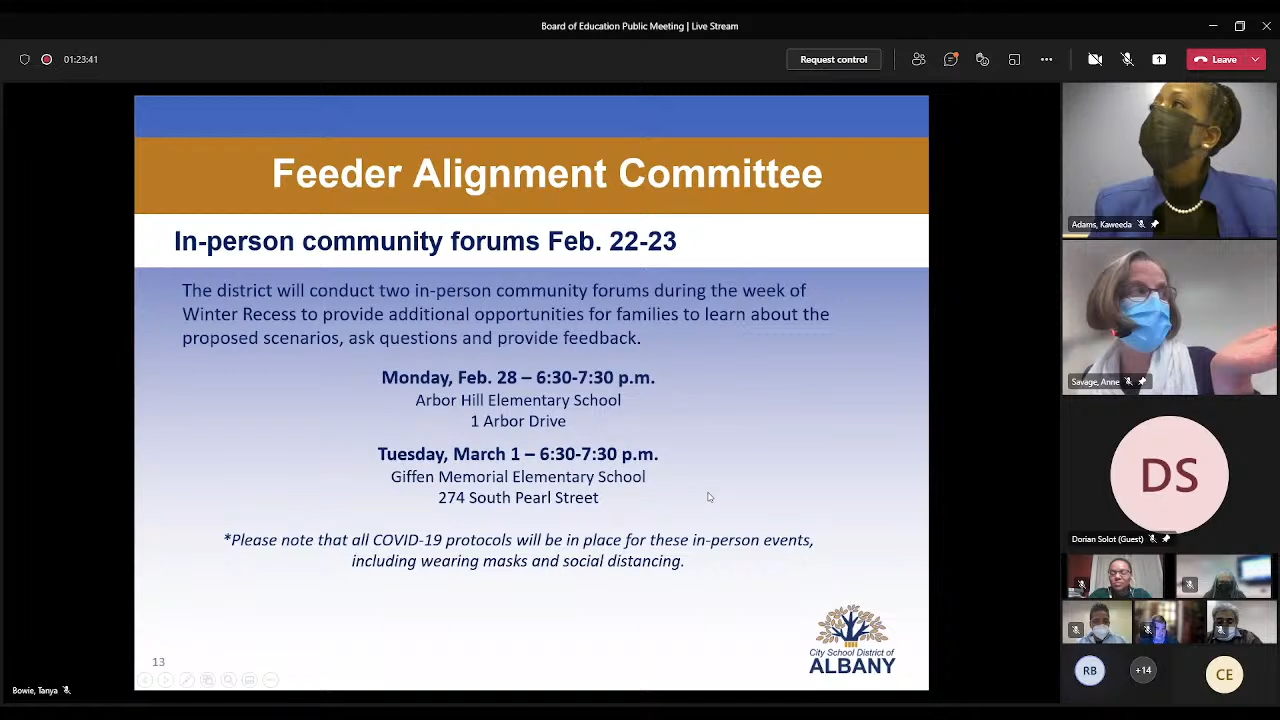 Board of Education Public Meeting | Live Stream
01:23:41
Request control
Leave
Feeder Alignment Committee
In-person community forums Feb. 22-23
The district will conduct two in-person community forums during the week of
Winter Recess to provide additional opportunities for families to learn about the
proposed scenarios, ask questions and provide feedback.
Monday, Feb. 28 – 6:30-7:30 p.m.
Arbor Hill Elementary School
1 Arbor Drive
Tuesday, March 1 – 6:30-7:30 p.m.
Giffen Memorial Elementary School
274 South Pearl Street
*Please note that all COVID-19 protocols will be in place for these in-person events,
including wearing masks and social distancing.
13
City School District of
ALBANY
Bowie, Tanya
Adams, Kaweeda
Savage, Anne
DS
Dorian Solot (Guest)
RB
+14
CE